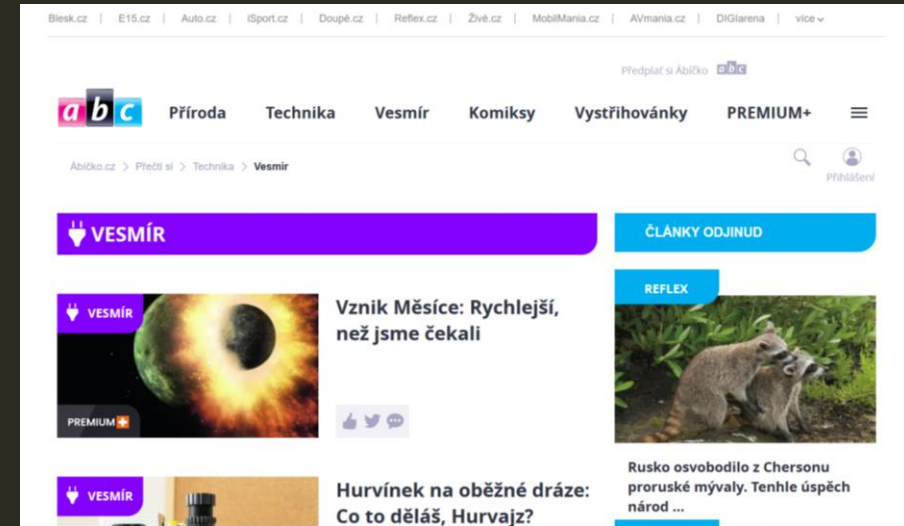 Blesk.cz | E15.cz | Auto.cz | iSport.cz | Doupě.cz | Reflex.cz | Živě.cz | MobilMania.cz | AVmania.cz | DIGIarena | více
Předplať si Ábíčko abc
abc Příroda Technika Vesmír Komiksy Vystřihovánky PREMIUM+
Ábíčko.cz > Přečti si > Technika > Vesmír
Přihlášení
VESMÍR
VESMÍR
Vznik Měsíce: Rychlejší,
než jsme čekali
PREMIUM+
VESMÍR
Hurvínek na oběžné dráze:
Co to děláš, Hurvajz?
ČLÁNKY ODJINUD
REFLEX
Rusko osvobodilo z Chersonu
proruské mývaly. Tenhle úspěch
národ ...